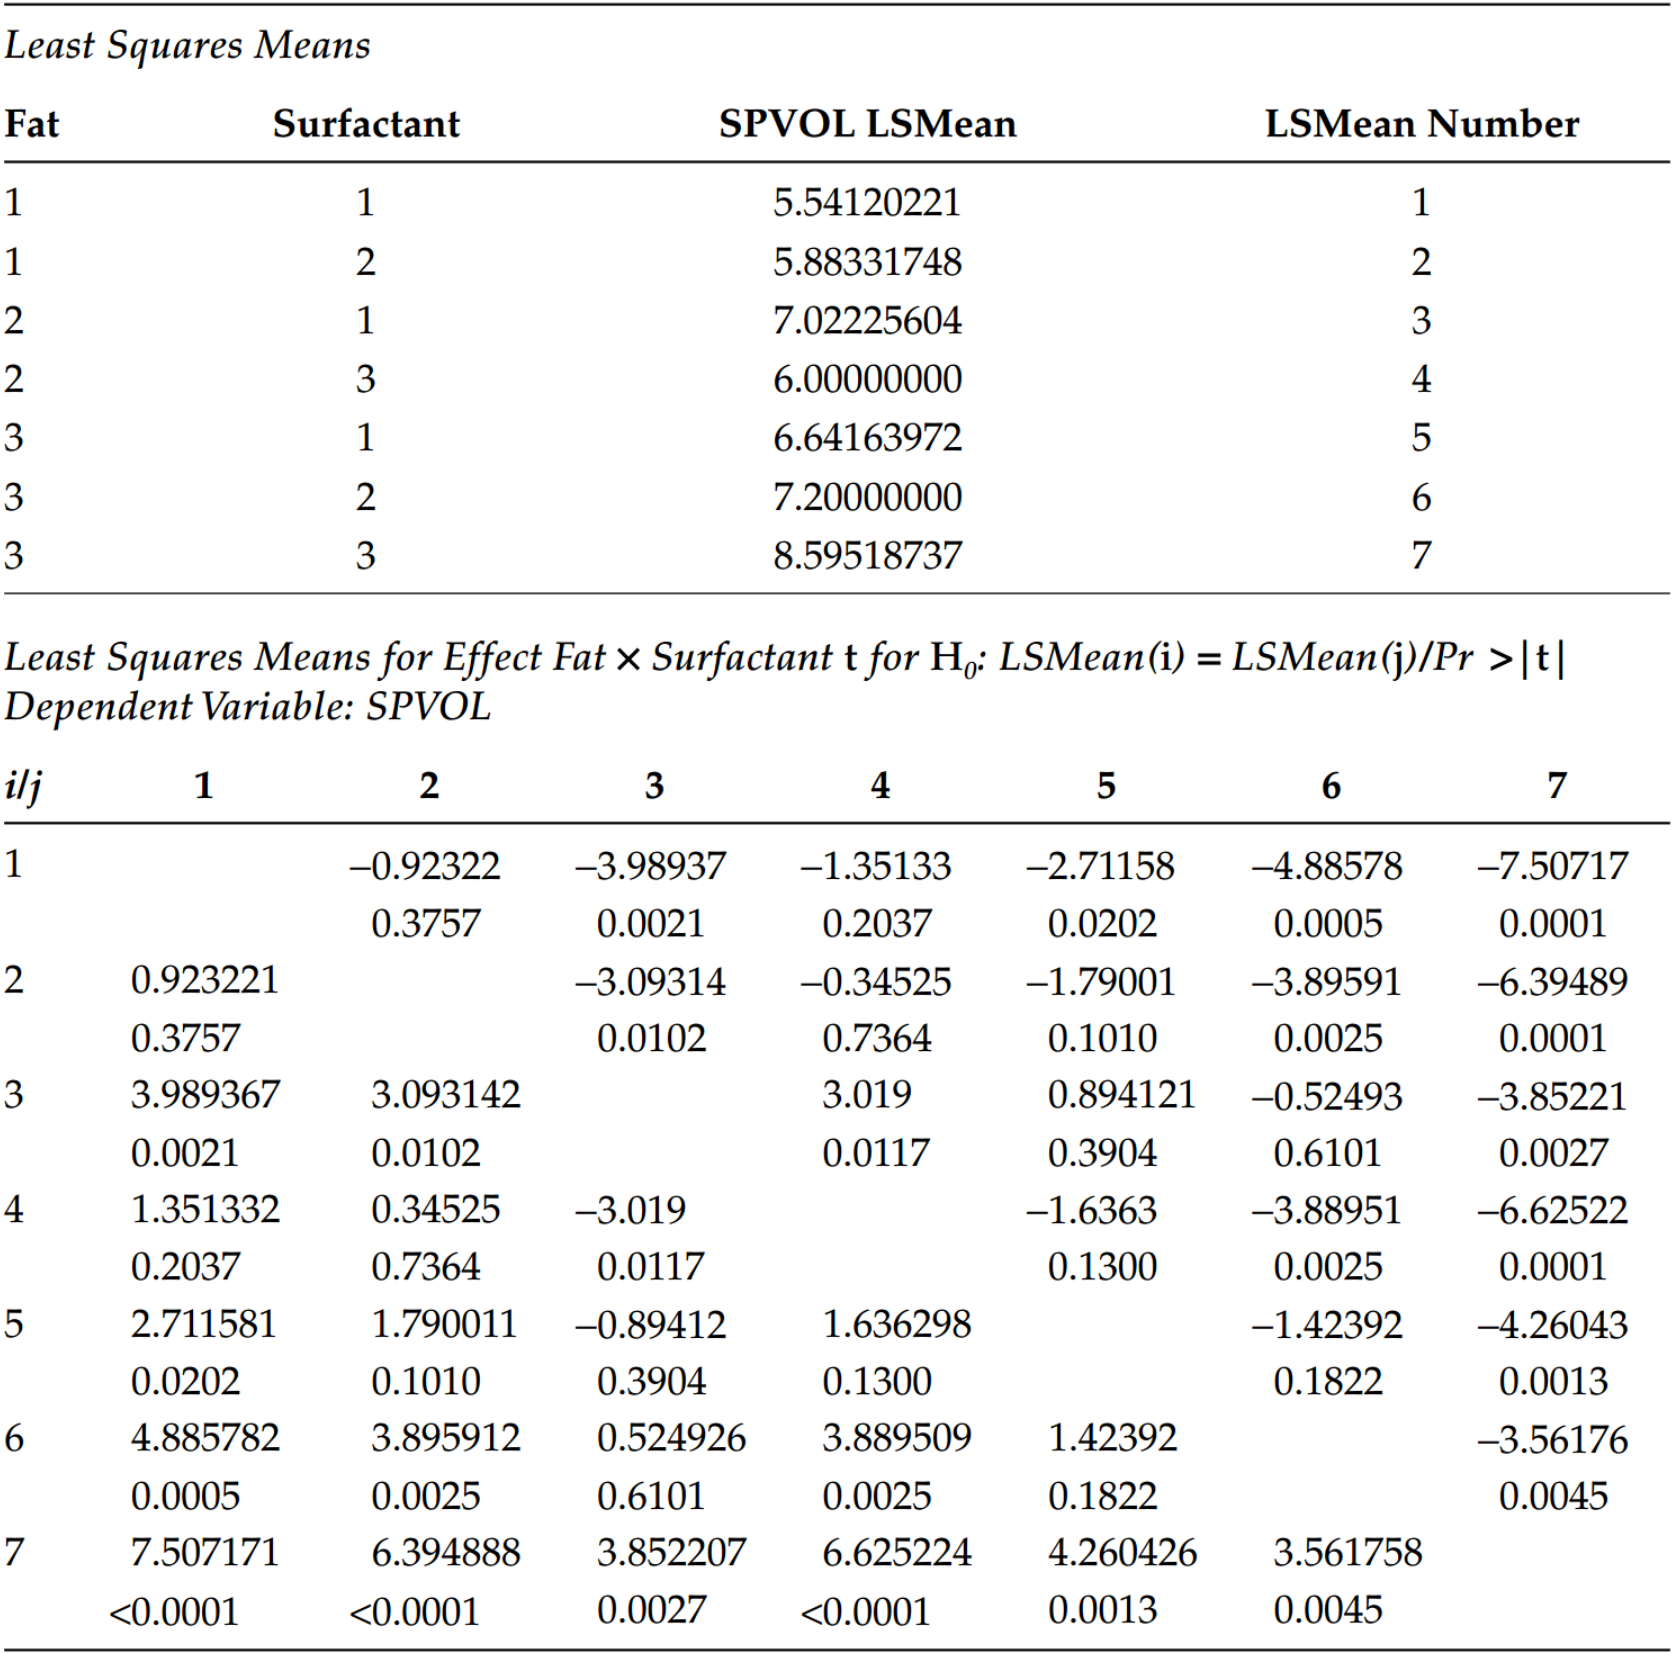 Least Squares Means
Fat Surfactant SPVOL LSMean LSMean Number
1 1 5.54120221 1
1 2 5.88331748 2
2 1 7.02225604 3
2 3 6.00000000 4
3 1 6.64163972 5
3 2 7.20000000 6
3 3 8.59518737 7
Least Squares Means for Effect Fat × Surfactant t for H₀: LSMean(i) = LSMean(j)/Pr >|t|
Dependent Variable: SPVOL
i/j 1 2 3 4 5 6 7
1 –0.92322 –3.98937 –1.35133 –2.71158 –4.88578 –7.50717
0.3757 0.0021 0.2037 0.0202 0.0005 0.0001
2 0.923221 –3.09314 –0.34525 –1.79001 –3.89591 –6.39489
0.3757 0.0102 0.7364 0.1010 0.0025 0.0001
3 3.989367 3.093142 3.019 0.894121 –0.52493 –3.85221
0.0021 0.0102 0.0117 0.3904 0.6101 0.0027
4 1.351332 0.34525 –3.019 –1.6363 –3.88951 –6.62522
0.2037 0.7364 0.0117 0.1300 0.0025 0.0001
5 2.711581 1.790011 –0.89412 1.636298 –1.42392 –4.26043
0.0202 0.1010 0.3904 0.1300 0.1822 0.0013
6 4.885782 3.895912 0.524926 3.889509 1.42392 –3.56176
0.0005 0.0025 0.6101 0.0025 0.1822 0.0045
7 7.507171 6.394888 3.852207 6.625224 4.260426 3.561758
<0.0001 <0.0001 0.0027 <0.0001 0.0013 0.0045